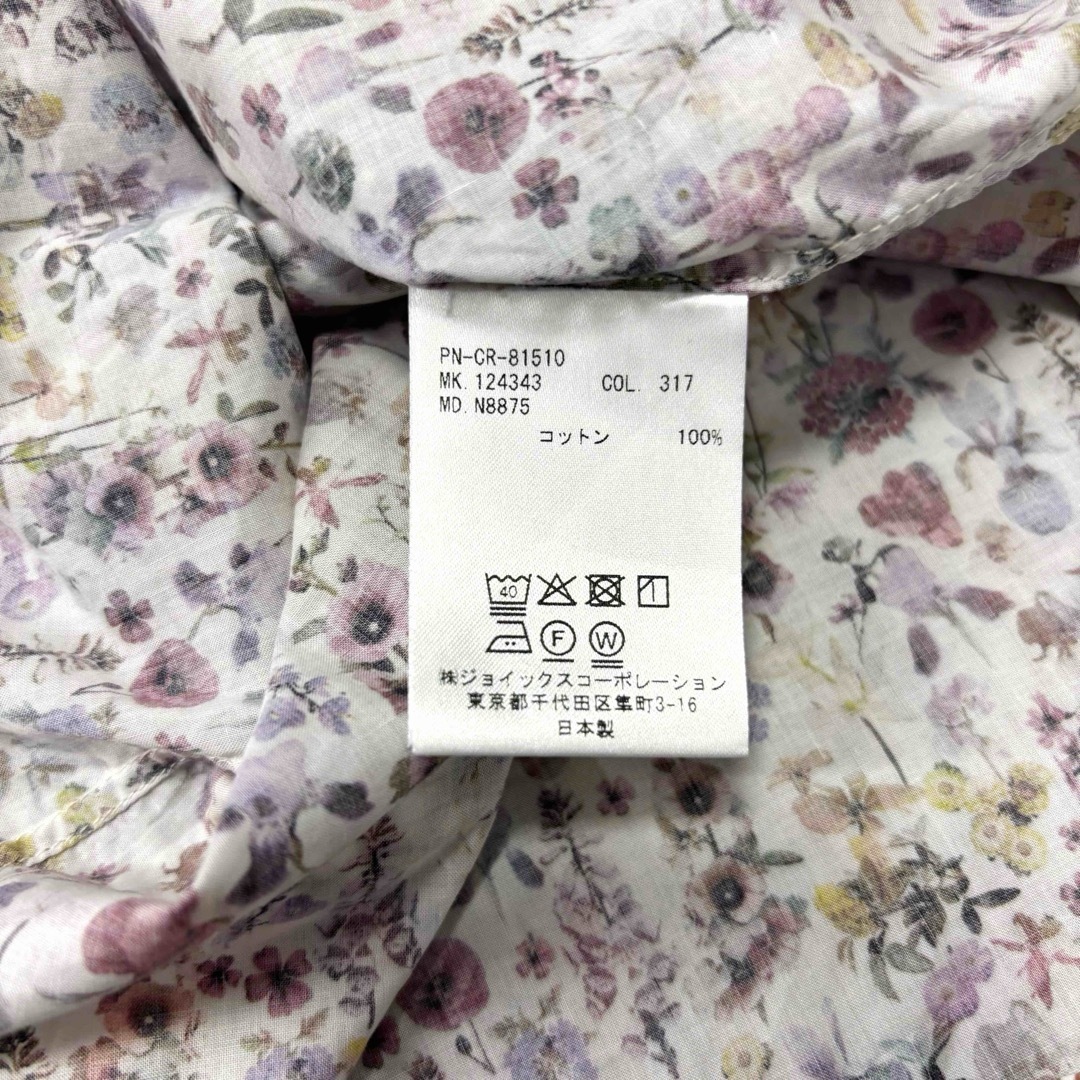 PN-CR-81510
MK. 124343 COL. 317
MD. N8875
コットン 100%
40
F W
㈱ジョイックスコーポレーション
東京都千代田区隼町3-16
日本製